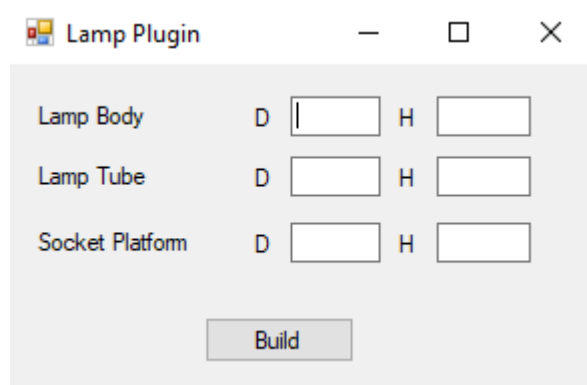 Lamp Plugin
Lamp Body D H
Lamp Tube D H
Socket Platform D H
Build